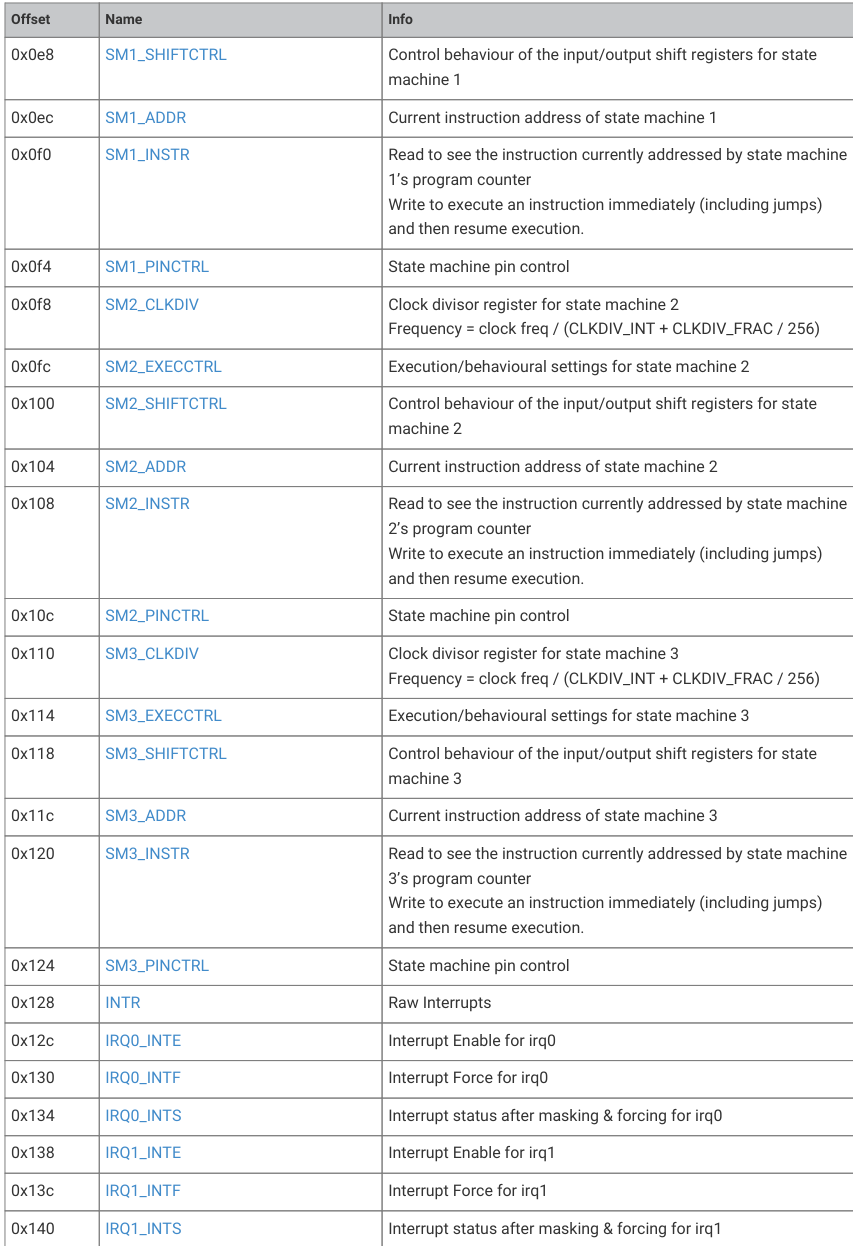 Offset Name Info
0x0e8 SM1_SHIFTCTRL Control behaviour of the input/output shift registers for state
machine 1
0x0ec SM1_ADDR Current instruction address of state machine 1
0x0f0 SM1_INSTR Read to see the instruction currently addressed by state machine
1’s program counter
Write to execute an instruction immediately (including jumps)
and then resume execution.
0x0f4 SM1_PINCTRL State machine pin control
0x0f8 SM2_CLKDIV Clock divisor register for state machine 2
Frequency = clock freq / (CLKDIV_INT + CLKDIV_FRAC / 256)
0x0fc SM2_EXECCTRL Execution/behavioural settings for state machine 2
0x100 SM2_SHIFTCTRL Control behaviour of the input/output shift registers for state
machine 2
0x104 SM2_ADDR Current instruction address of state machine 2
0x108 SM2_INSTR Read to see the instruction currently addressed by state machine
2’s program counter
Write to execute an instruction immediately (including jumps)
and then resume execution.
0x10c SM2_PINCTRL State machine pin control
0x110 SM3_CLKDIV Clock divisor register for state machine 3
Frequency = clock freq / (CLKDIV_INT + CLKDIV_FRAC / 256)
0x114 SM3_EXECCTRL Execution/behavioural settings for state machine 3
0x118 SM3_SHIFTCTRL Control behaviour of the input/output shift registers for state
machine 3
0x11c SM3_ADDR Current instruction address of state machine 3
0x120 SM3_INSTR Read to see the instruction currently addressed by state machine
3’s program counter
Write to execute an instruction immediately (including jumps)
and then resume execution.
0x124 SM3_PINCTRL State machine pin control
0x128 INTR Raw Interrupts
0x12c IRQ0_INTE Interrupt Enable for irq0
0x130 IRQ0_INTF Interrupt Force for irq0
0x134 IRQ0_INTS Interrupt status after masking & forcing for irq0
0x138 IRQ1_INTE Interrupt Enable for irq1
0x13c IRQ1_INTF Interrupt Force for irq1
0x140 IRQ1_INTS Interrupt status after masking & forcing for irq1